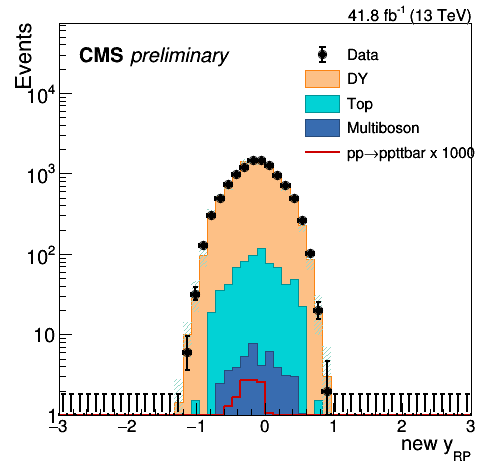 41.8 fb⁻¹ (13 TeV)
Events
CMS preliminary
Data
DY
Top
Multiboson
pp→ppttbar x 1000
10⁴
10³
10²
10
1
−3 −2 −1 0 1 2 3
new y_RP